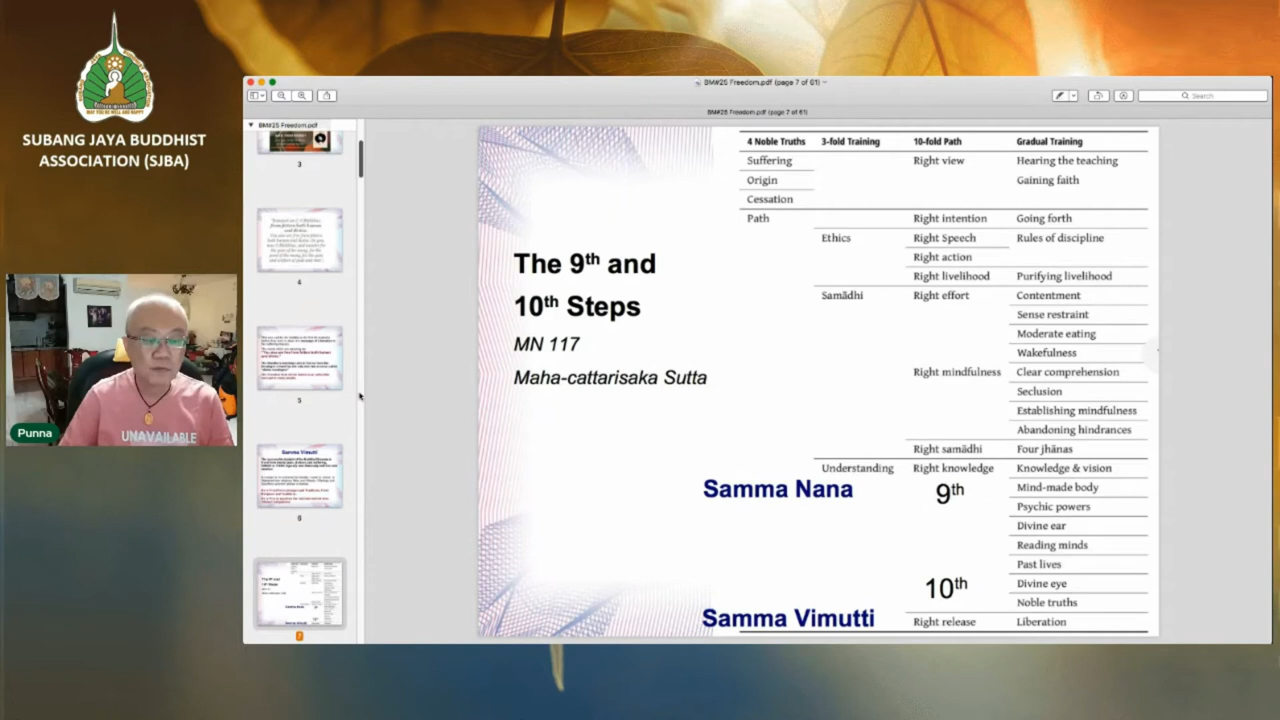 SUBANG JAYA BUDDHIST
ASSOCIATION (SJBA)
Punna
UNAVAILABLE
BM#25 Freedom.pdf (page 7 of 61)
Search
BM#25 Freedom.pdf (page 7 of 61)
BM#25 Freedom.pdf
3
4
5
Samma Vimutti
6
7
The 9th and
10th Steps
MN 117
Maha-cattarisaka Sutta
4 Noble Truths 3-fold Training 10-fold Path Gradual Training
Suffering Right view Hearing the teaching
Origin Gaining faith
Cessation
Path Right intention Going forth
Ethics Right Speech Rules of discipline
Right action
Right livelihood Purifying livelihood
Samādhi Right effort Contentment
Sense restraint
Moderate eating
Wakefulness
Right mindfulness Clear comprehension
Seclusion
Establishing mindfulness
Abandoning hindrances
Right samādhi Four jhānas
Understanding Right knowledge Knowledge & vision
Samma Nana 9th Mind-made body
Psychic powers
Divine ear
Reading minds
Past lives
10th Divine eye
Noble truths
Samma Vimutti Right release Liberation